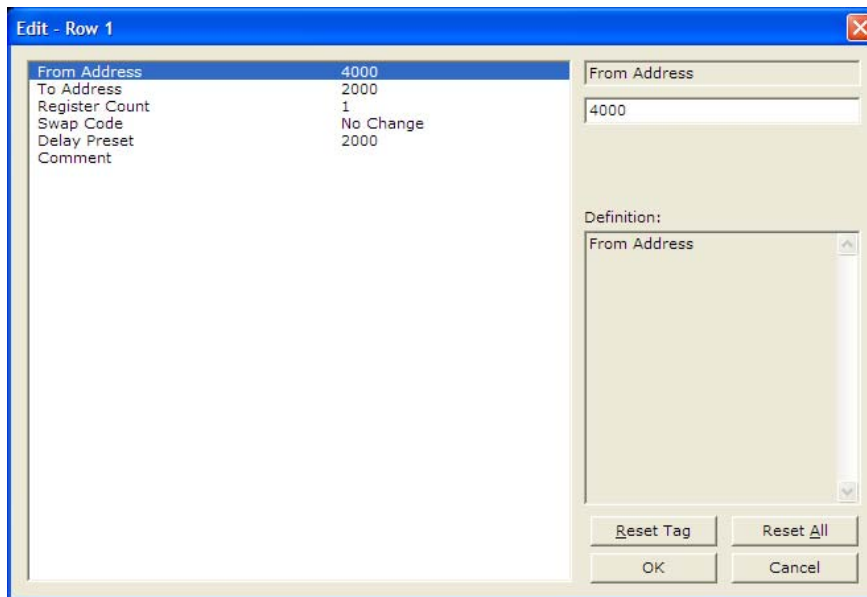 Edit - Row 1
From Address 4000
To Address 2000
Register Count 1
Swap Code No Change
Delay Preset 2000
Comment
From Address
4000
Definition:
From Address
Reset Tag Reset All
OK Cancel